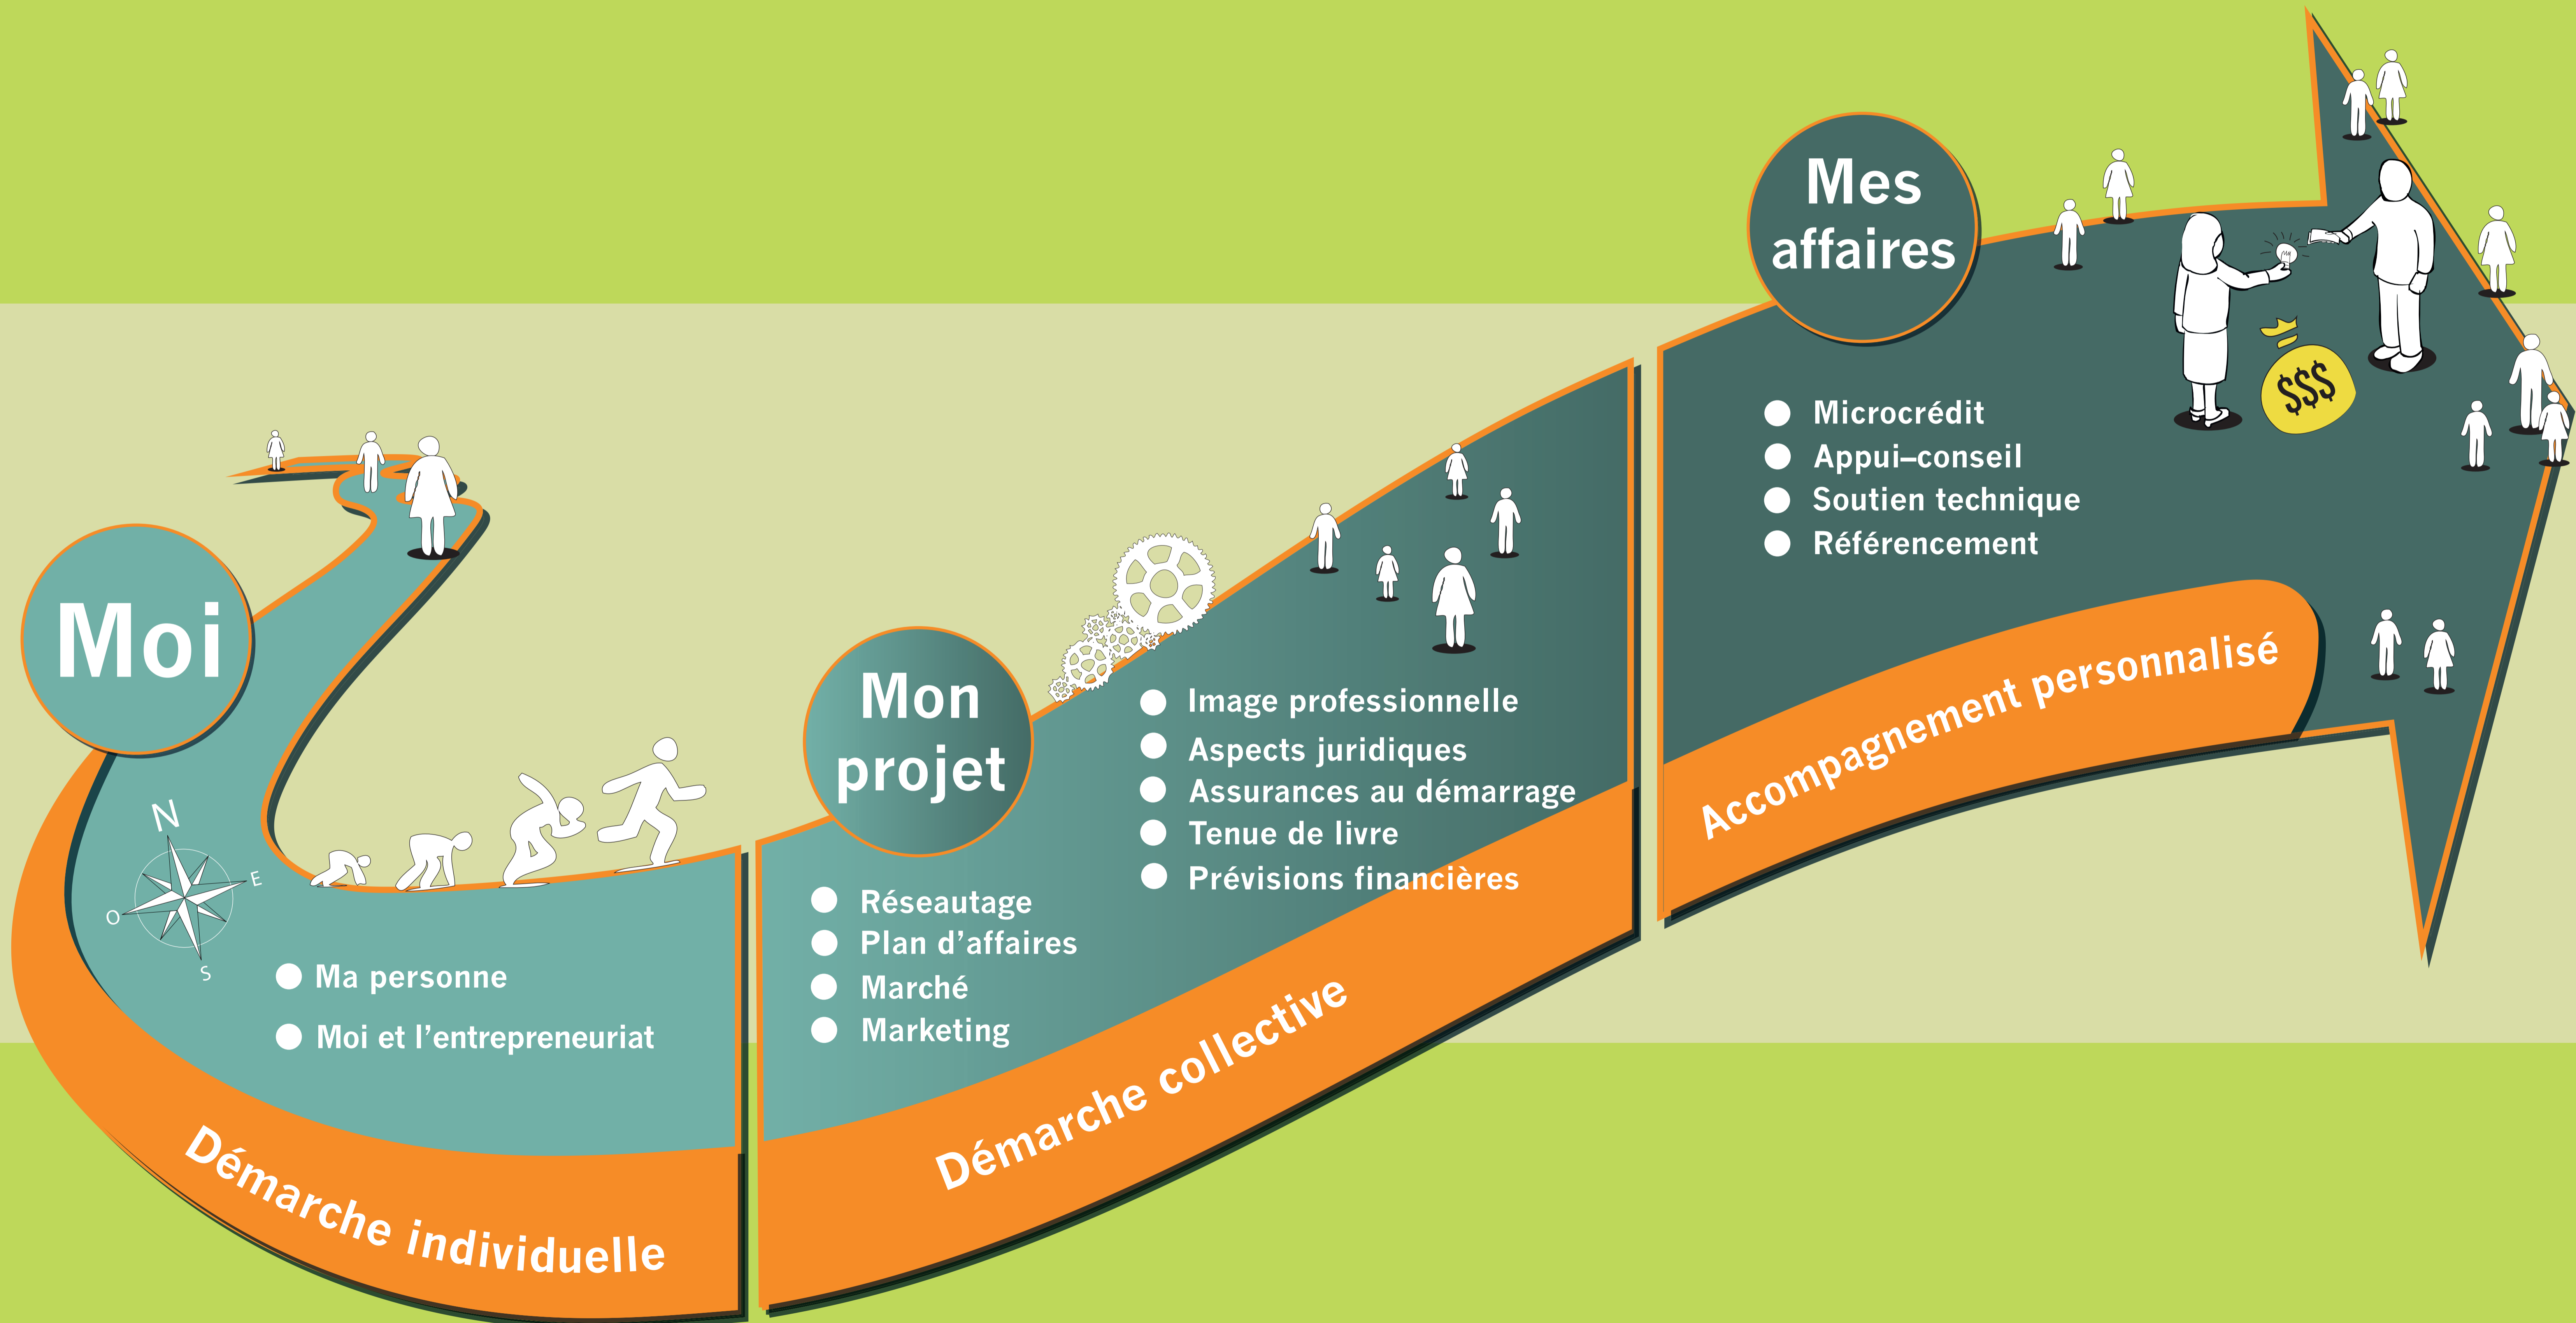 Moi
N
E
O
S
Ma personne
Moi et l’entrepreneuriat
Démarche individuelle
Mon
projet
Réseautage
Plan d’affaires
Marché
Marketing
Image professionnelle
Aspects juridiques
Assurances au démarrage
Tenue de livre
Prévisions financières
Démarche collective
Mes
affaires
Microcrédit
Appui–conseil
Soutien technique
Référencement
$$$
Accompagnement personnalisé